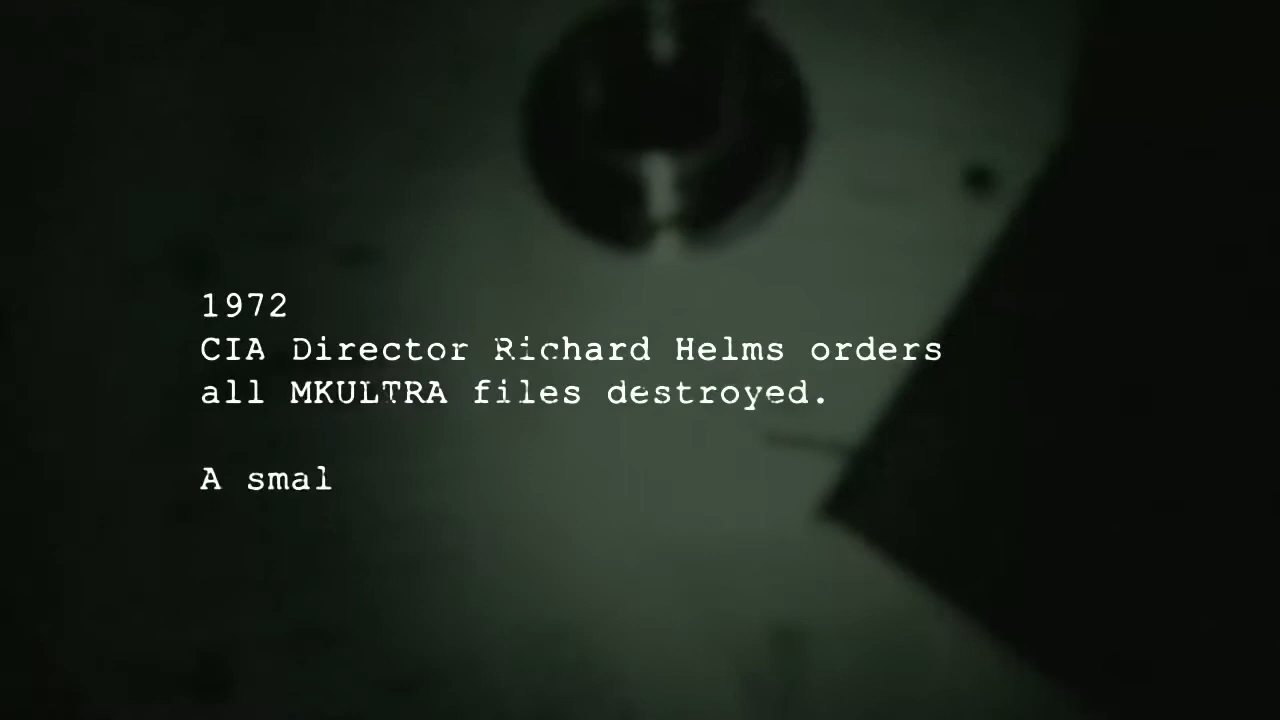 1972
CIA Director Richard Helms orders
all MKULTRA files destroyed.
A smal